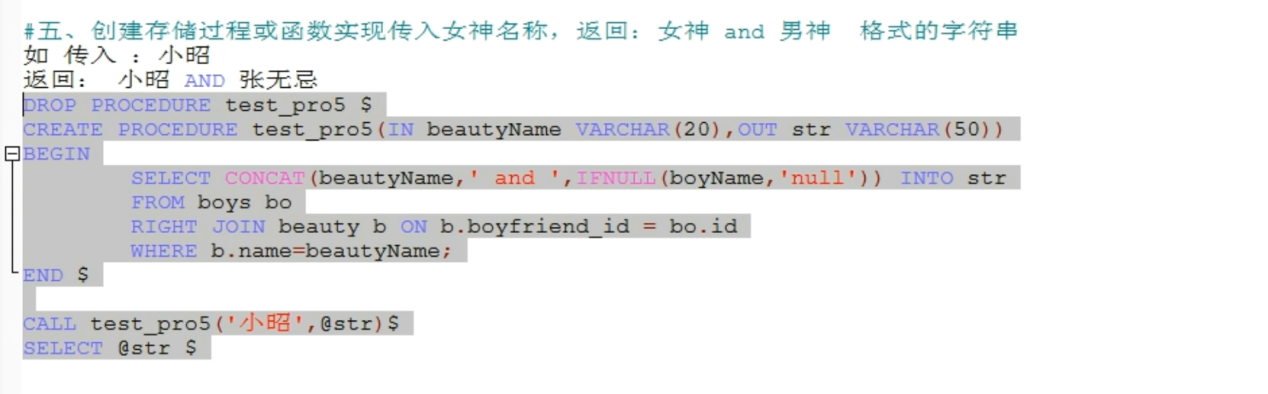 #五、创建存储过程或函数实现传入女神名称，返回：女神 and 男神  格式的字符串
如 传入 ：小昭
返回： 小昭 AND 张无忌
DROP PROCEDURE test_pro5 $
CREATE PROCEDURE test_pro5(IN beautyName VARCHAR(20),OUT str VARCHAR(50))
BEGIN
        SELECT CONCAT(beautyName,' and ',IFNULL(boyName,'null')) INTO str
        FROM boys bo
        RIGHT JOIN beauty b ON b.boyfriend_id = bo.id
        WHERE b.name=beautyName;
END $

CALL test_pro5('小昭',@str)$
SELECT @str $